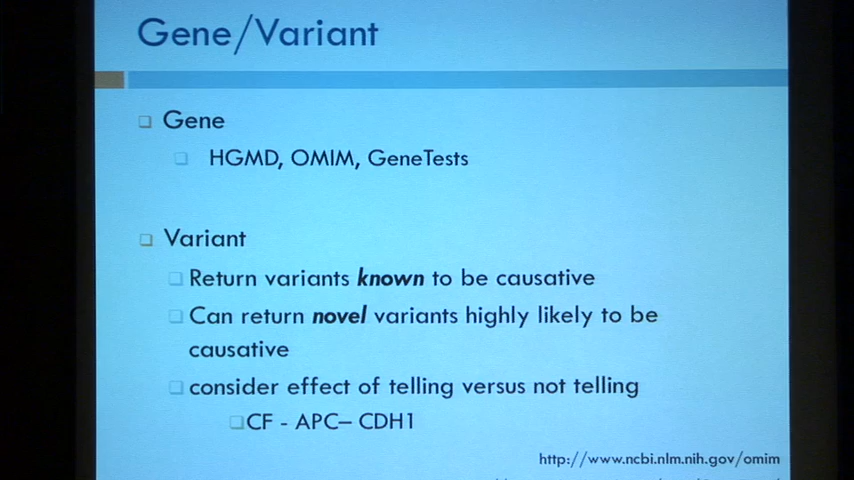 Gene/Variant
Gene
HGMD, OMIM, GeneTests
Variant
Return variants known to be causative
Can return novel variants highly likely to be
causative
consider effect of telling versus not telling
CF - APC– CDH1
http://www.ncbi.nlm.nih.gov/omim